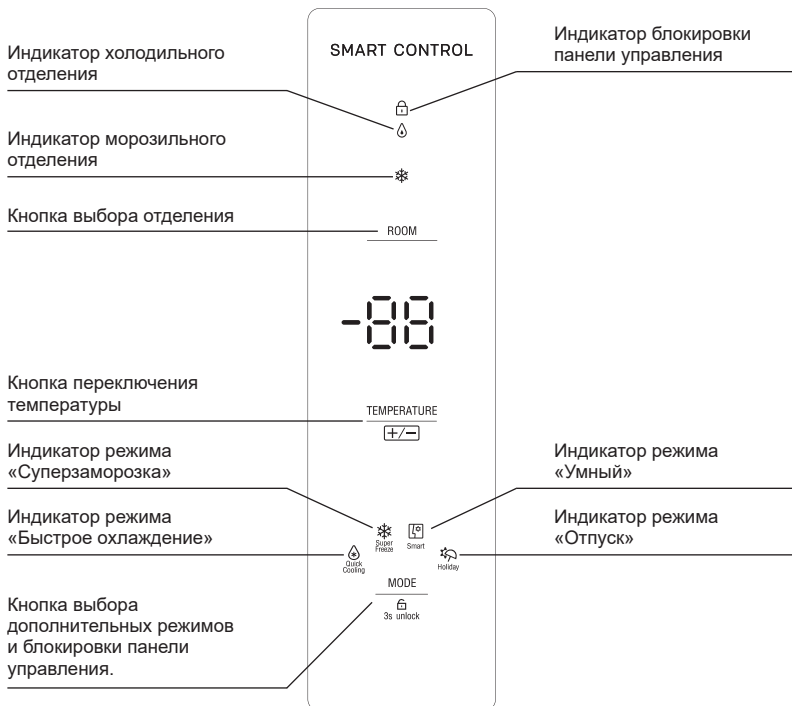 SMART CONTROL
Индикатор блокировки
панели управления
Индикатор холодильного
отделения
Индикатор морозильного
отделения
Кнопка выбора отделения
ROOM
-88
Кнопка переключения
температуры
TEMPERATURE
+/−
Индикатор режима
«Суперзаморозка»
Индикатор режима
«Умный»
Индикатор режима
«Быстрое охлаждение»
Индикатор режима
«Отпуск»
Super
Freeze
Smart
Quick
Cooling
Holiday
MODE
3s unlock
Кнопка выбора
дополнительных режимов
и блокировки панели
управления.